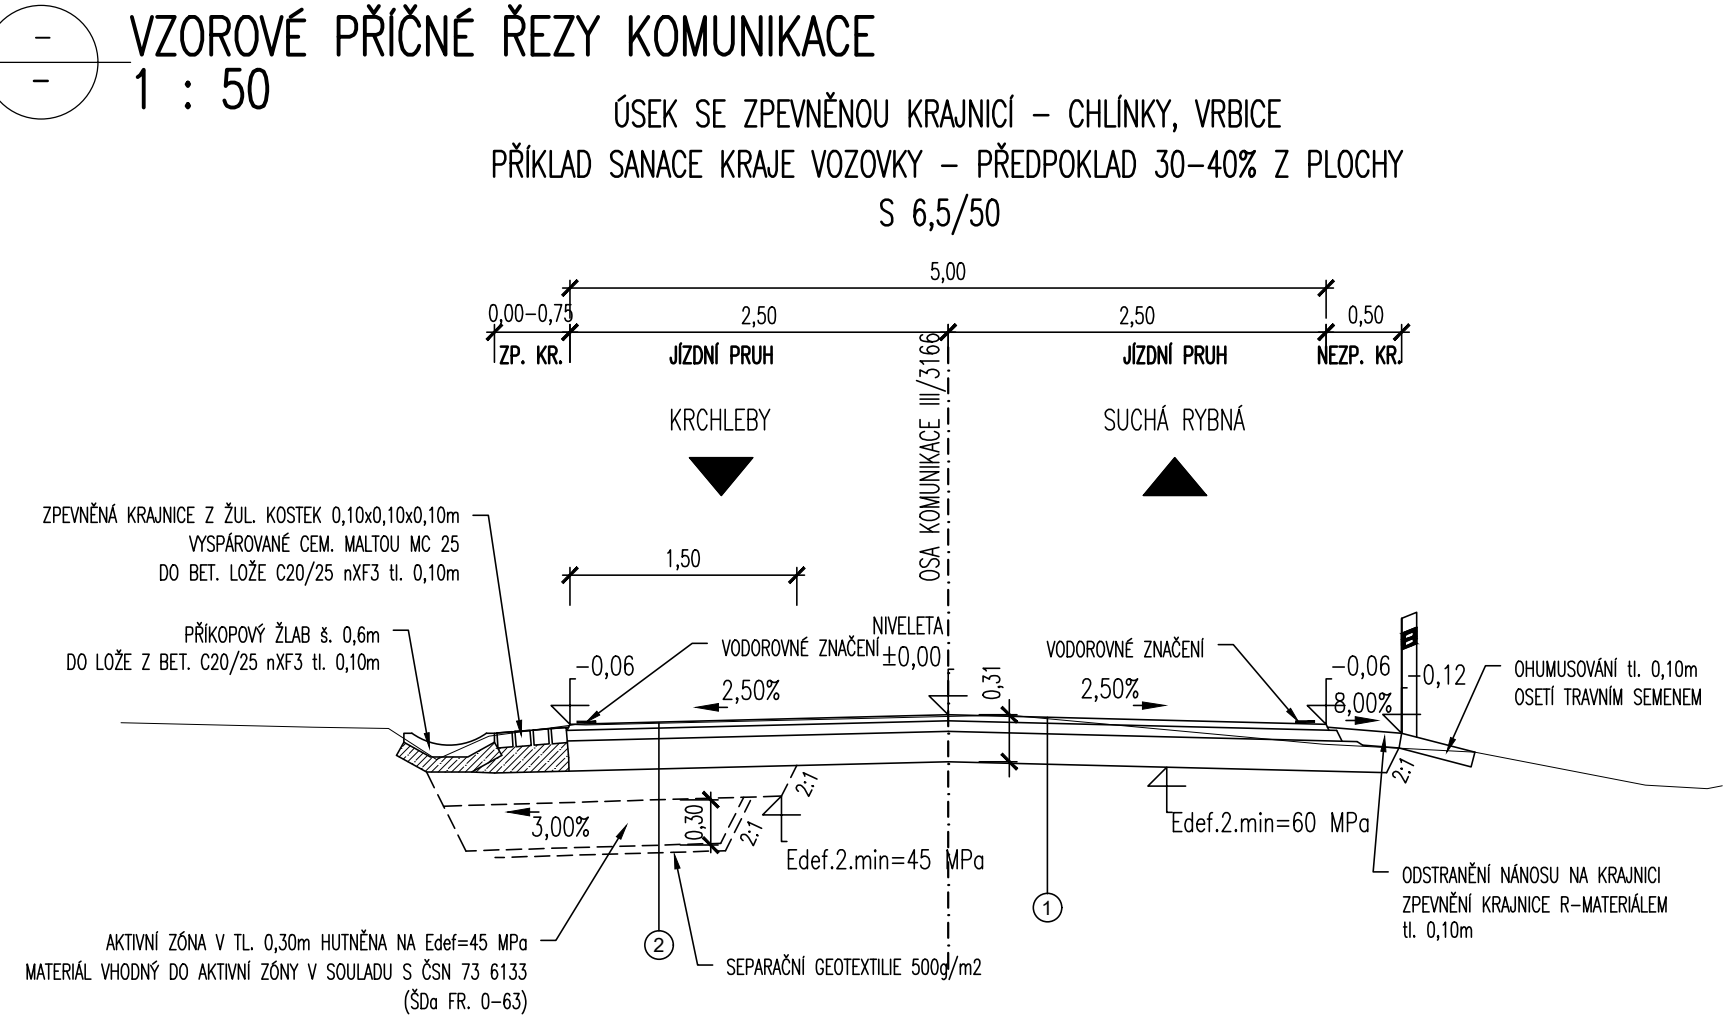 –
–
VZOROVÉ PŘÍČNÉ ŘEZY KOMUNIKACE
1 : 50
ÚSEK SE ZPEVNĚNOU KRAJNICÍ – CHLÍNKY, VRBICE
PŘÍKLAD SANACE KRAJE VOZOVKY – PŘEDPOKLAD 30–40% Z PLOCHY
S 6,5/50
5,00
0,00–0,75
2,50
2,50
0,50
ZP. KR.
JÍZDNÍ PRUH
JÍZDNÍ PRUH
NEZP. KR.
OSA KOMUNIKACE III/3166
KRCHLEBY
SUCHÁ RYBNÁ
ZPEVNĚNÁ KRAJNICE Z ŽUL. KOSTEK 0,10x0,10x0,10m
VYSPÁROVANÉ CEM. MALTOU MC 25
DO BET. LOŽE C20/25 nXF3 tl. 0,10m
1,50
PŘÍKOPOVÝ ŽLAB š. 0,6m
DO LOŽE Z BET. C20/25 nXF3 tl. 0,10m
VODOROVNÉ ZNAČENÍ
NIVELETA
±0,00
VODOROVNÉ ZNAČENÍ
–0,06
2,50%
0,31
2,50%
–0,06
8,00%
–0,12
OHUMUSOVÁNÍ tl. 0,10m
OSETÍ TRAVNÍM SEMENEM
2:1
2:1
2:1
3,00%
0,30
Edef.2.min=45 MPa
Edef.2.min=60 MPa
ODSTRANĚNÍ NÁNOSU NA KRAJNICI
ZPEVNĚNÍ KRAJNICE R–MATERIÁLEM
tl. 0,10m
1
2
AKTIVNÍ ZÓNA V TL. 0,30m HUTNĚNA NA Edef=45 MPa
MATERIÁL VHODNÝ DO AKTIVNÍ ZÓNY V SOULADU S ČSN 73 6133
(ŠDa FR. 0–63)
SEPARAČNÍ GEOTEXTILIE 500g/m2